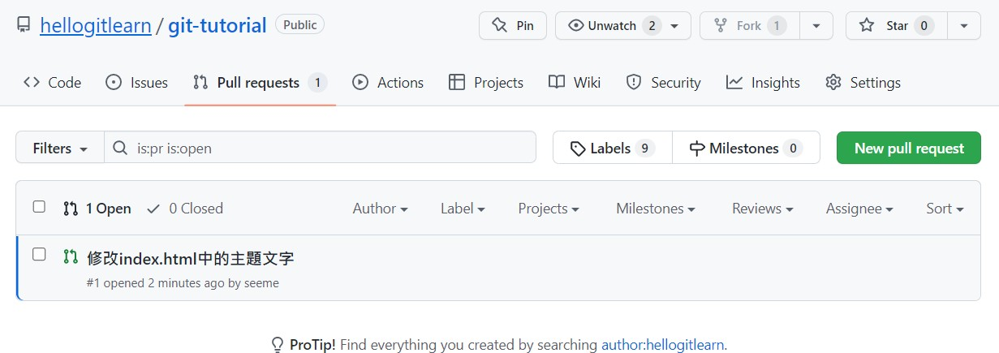 hellogitlearn / git-tutorial Public Pin Unwatch 2 Fork 1 Star 0
Code Issues Pull requests 1 Actions Projects Wiki Security Insights Settings
Filters is:pr is:open Labels 9 Milestones 0 New pull request
1 Open 0 Closed Author Label Projects Milestones Reviews Assignee Sort
修改index.html中的主題文字
#1 opened 2 minutes ago by seeme
ProTip! Find everything you created by searching author:hellogitlearn.